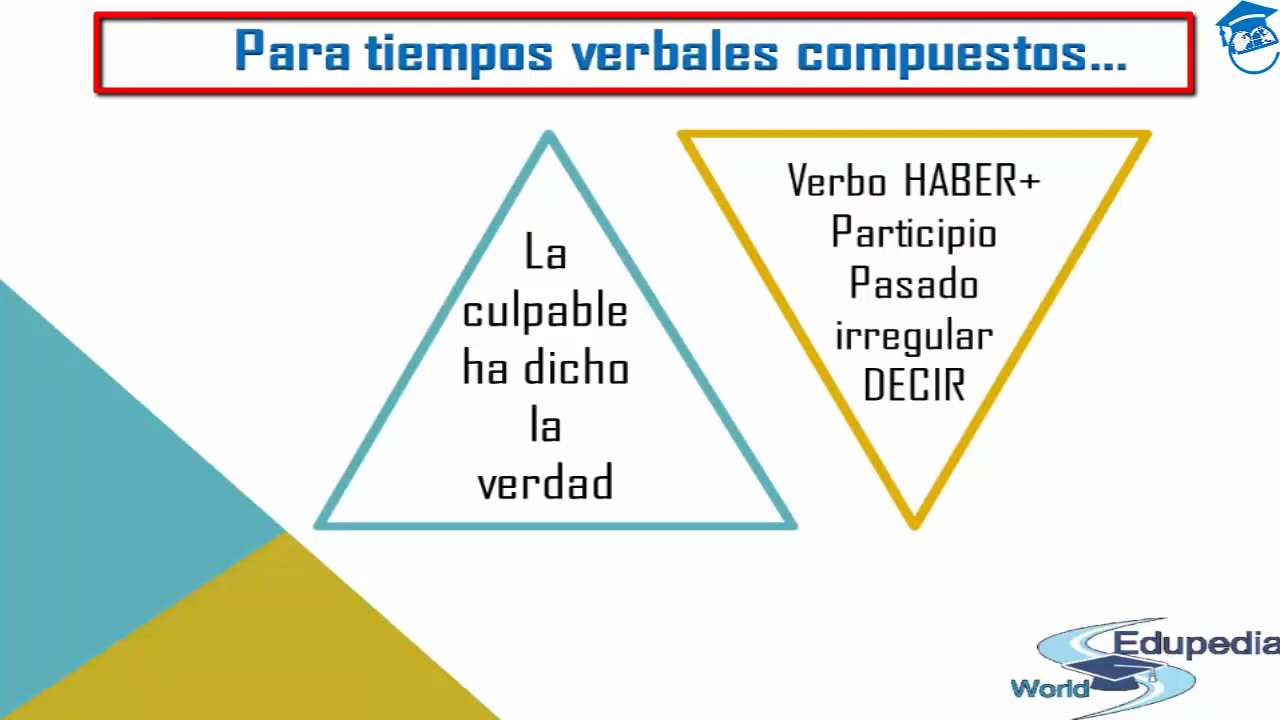 Para tiempos verbales compuestos...
La
culpable
ha dicho
la
verdad
Verbo HABER+
Participio
Pasado
irregular
DECIR
Edupedia
World